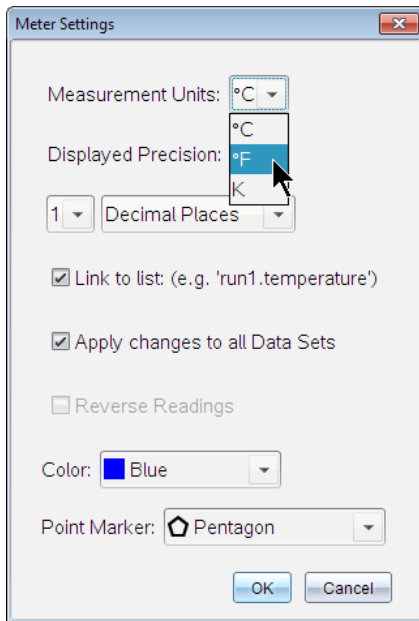 Meter Settings
Measurement Units: °C
°C
Displayed Precision: °F
K
1 Decimal Places
Link to list: (e.g. 'run1.temperature')
Apply changes to all Data Sets
Reverse Readings
Color: Blue
Point Marker: Pentagon
OK Cancel